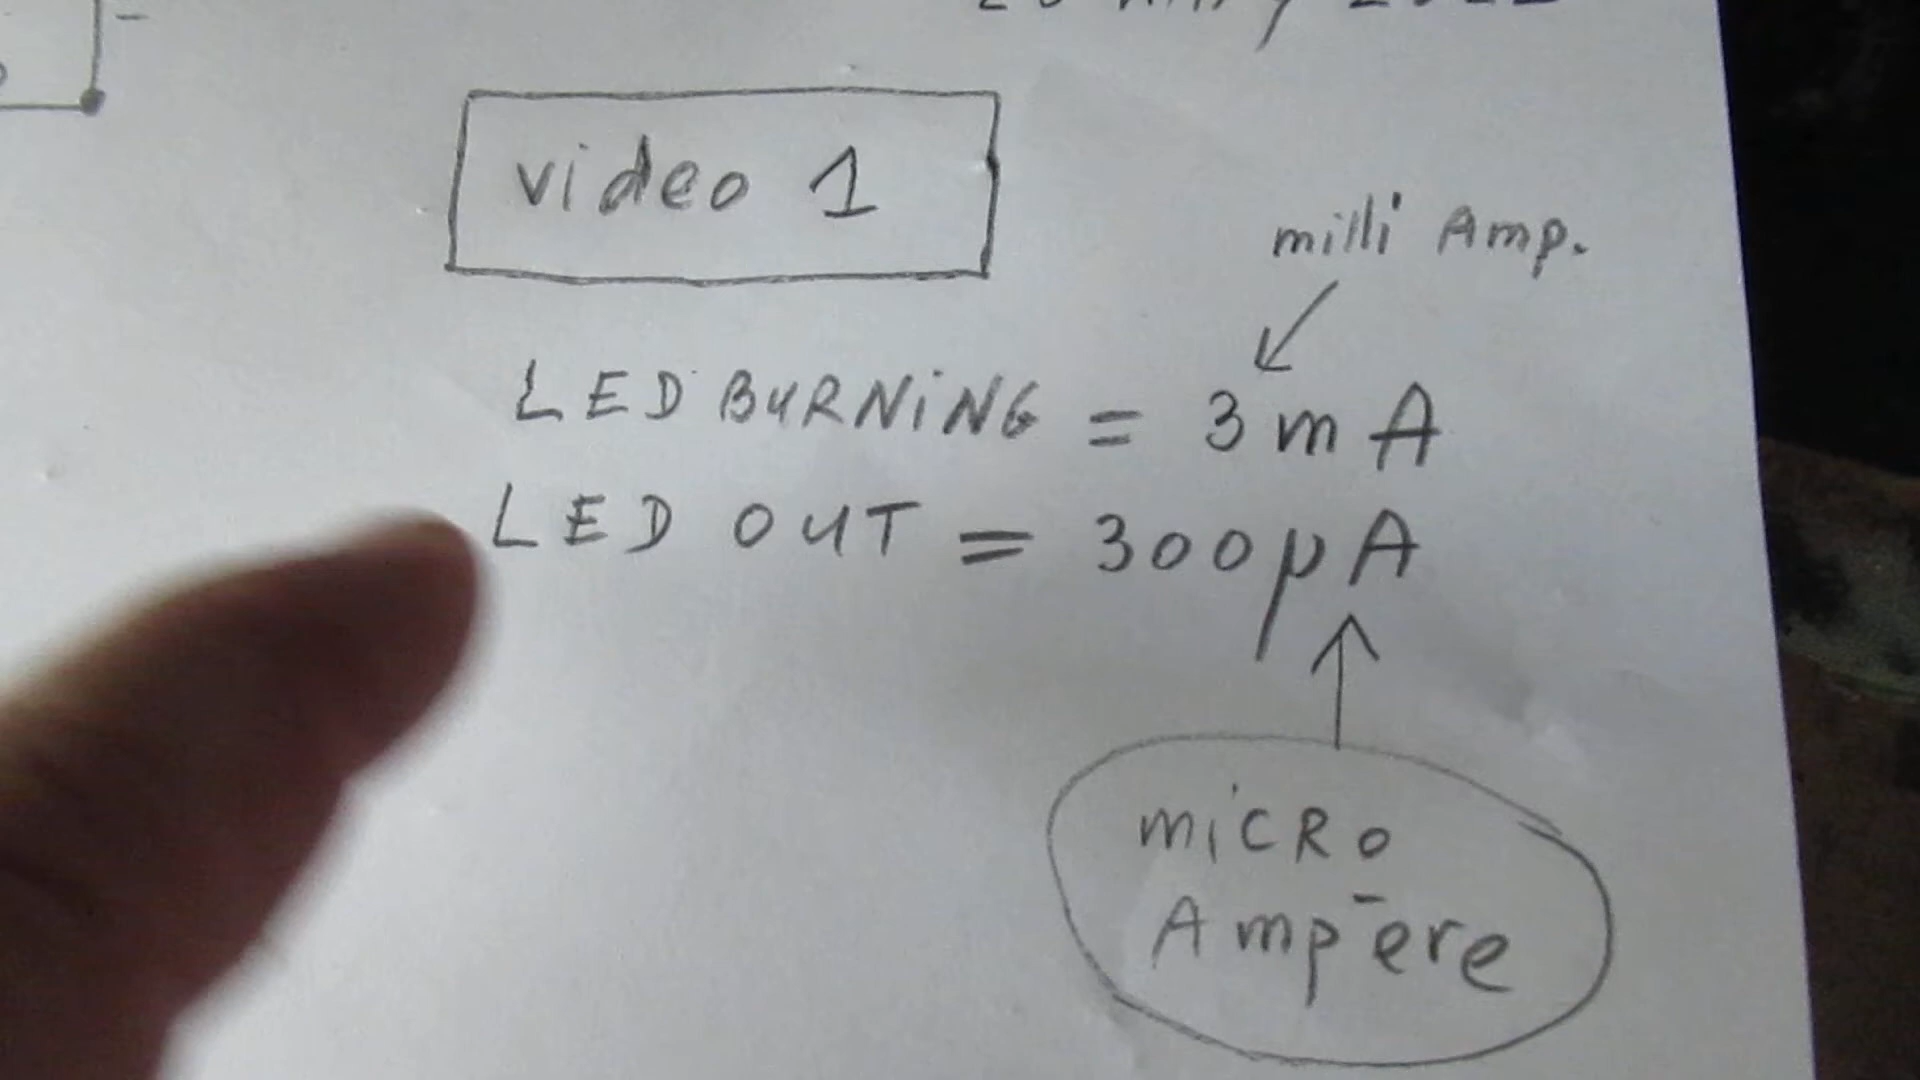 video 1
milli Amp.
LED BURNiNG = 3 mA
LED OUT = 300 µA
miCRo
Ampère